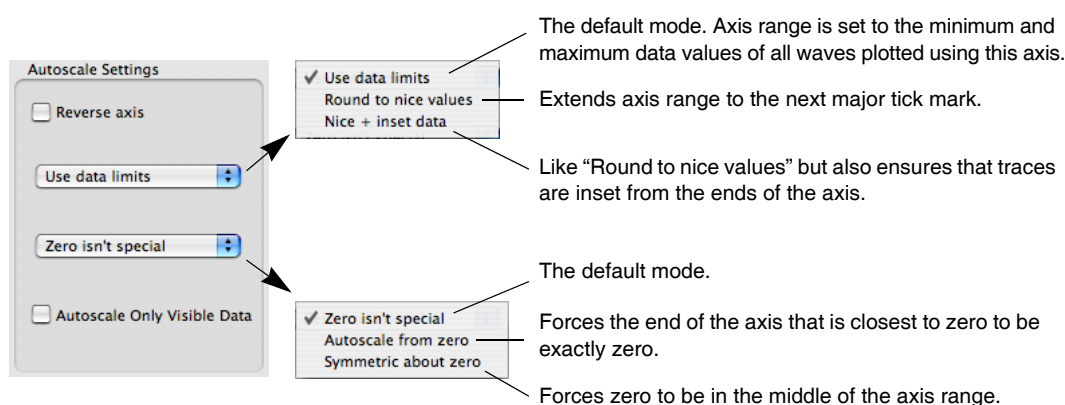 The default mode. Axis range is set to the minimum and
maximum data values of all waves plotted using this axis.
Autoscale Settings
Reverse axis
Use data limits
Zero isn't special
Autoscale Only Visible Data
✓ Use data limits
Round to nice values
Nice + inset data
Extends axis range to the next major tick mark.
Like “Round to nice values” but also ensures that traces
are inset from the ends of the axis.
The default mode.
✓ Zero isn't special
Autoscale from zero
Symmetric about zero
Forces the end of the axis that is closest to zero to be
exactly zero.
Forces zero to be in the middle of the axis range.